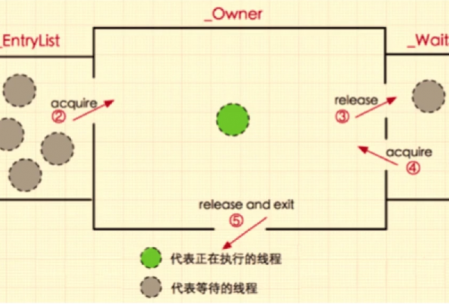 _Owner
_EntryList
_Wait
acquire
②
release
③
acquire
④
release and exit
⑤
代表正在执行的线程
代表等待的线程